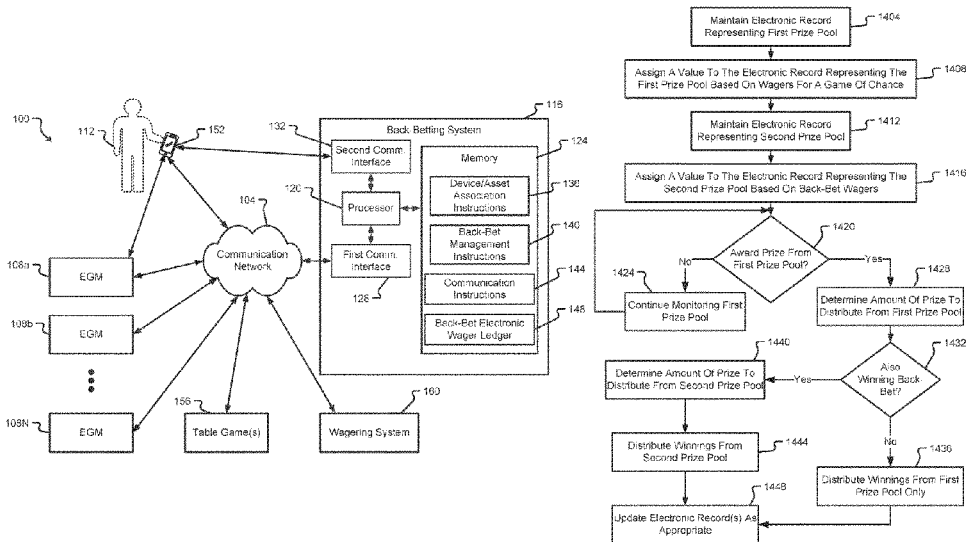 100
112
152
104
Communication
Network
108a
EGM
108b
EGM
108N
EGM
156
Table Game(s)
160
Wagering System
116
Back-Betting System
132
Second Comm.
Interface
120
Processor
First Comm.
Interface
128
Memory
124
Device/Asset
Association
Instructions
136
Back-Bet
Management
Instructions
140
Communication
Instructions
144
Back-Bet Electronic
Wager Ledger
148
Maintain Electronic Record
Representing First Prize Pool
1404
Assign A Value To The Electronic Record Representing The
First Prize Pool Based On Wagers For A Game Of Chance
1408
Maintain Electronic Record
Representing Second Prize Pool
1412
Assign A Value To The Electronic Record Representing The
Second Prize Pool Based On Back-Bet Wagers
1416
Award Prize From
First Prize Pool?
1420
No
Yes
1424
Continue Monitoring First
Prize Pool
1428
Determine Amount Of Prize To
Distribute From First Prize Pool
1432
Also
Winning Back-
Bet?
Yes
No
1440
Determine Amount Of Prize To
Distribute From Second Prize Pool
1444
Distribute Winnings From
Second Prize Pool
1436
Distribute Winnings From First
Prize Pool Only
1448
Update Electronic Record(s) As
Appropriate